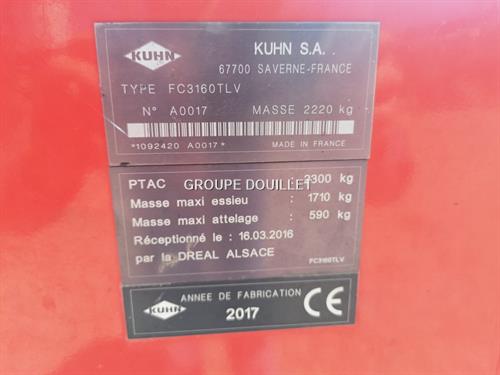 KUHN
KUHN S.A.
67700 SAVERNE-FRANCE
TYPE FC3160TLV
N° A0017 MASSE 2220 kg
*1092420 A0017* MADE IN FRANCE
GROUPE DOUILLET
PTAC : 2300 kg
Masse maxi essieu : 1710 kg
Masse maxi attelage : 590 kg
Réceptionné le : 16.03.2016
par la DREAL ALSACE
FC3160TLV
KUHN
ANNEE DE FABRICATION
2017
CE